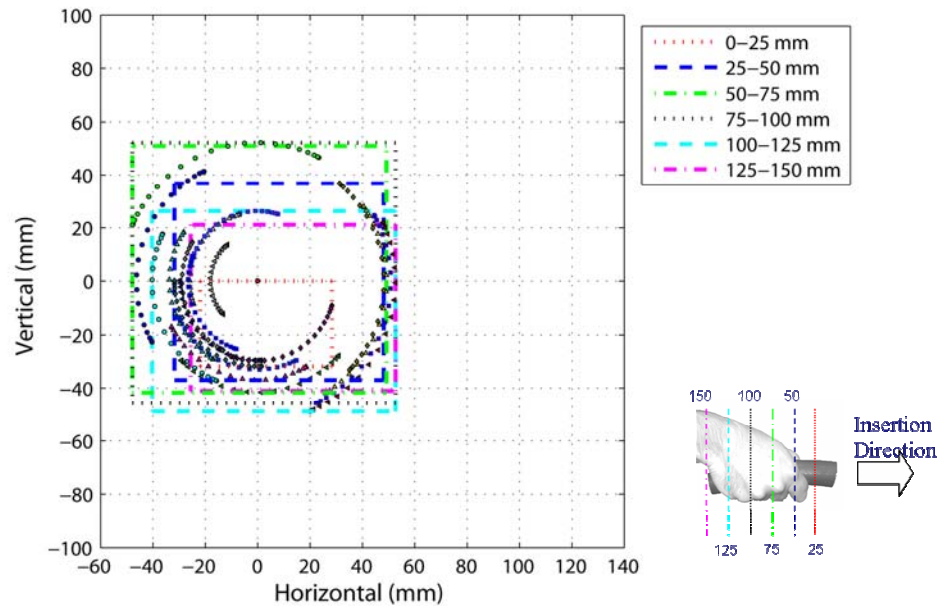 100
80
60
40
20
0
−20
−40
−60
−80
−100
−60 −40 −20 0 20 40 60 80 100 120 140
Vertical (mm)
Horizontal (mm)
0−25 mm
25−50 mm
50−75 mm
75−100 mm
100−125 mm
125−150 mm
150 100 50
125 75 25
Insertion
Direction